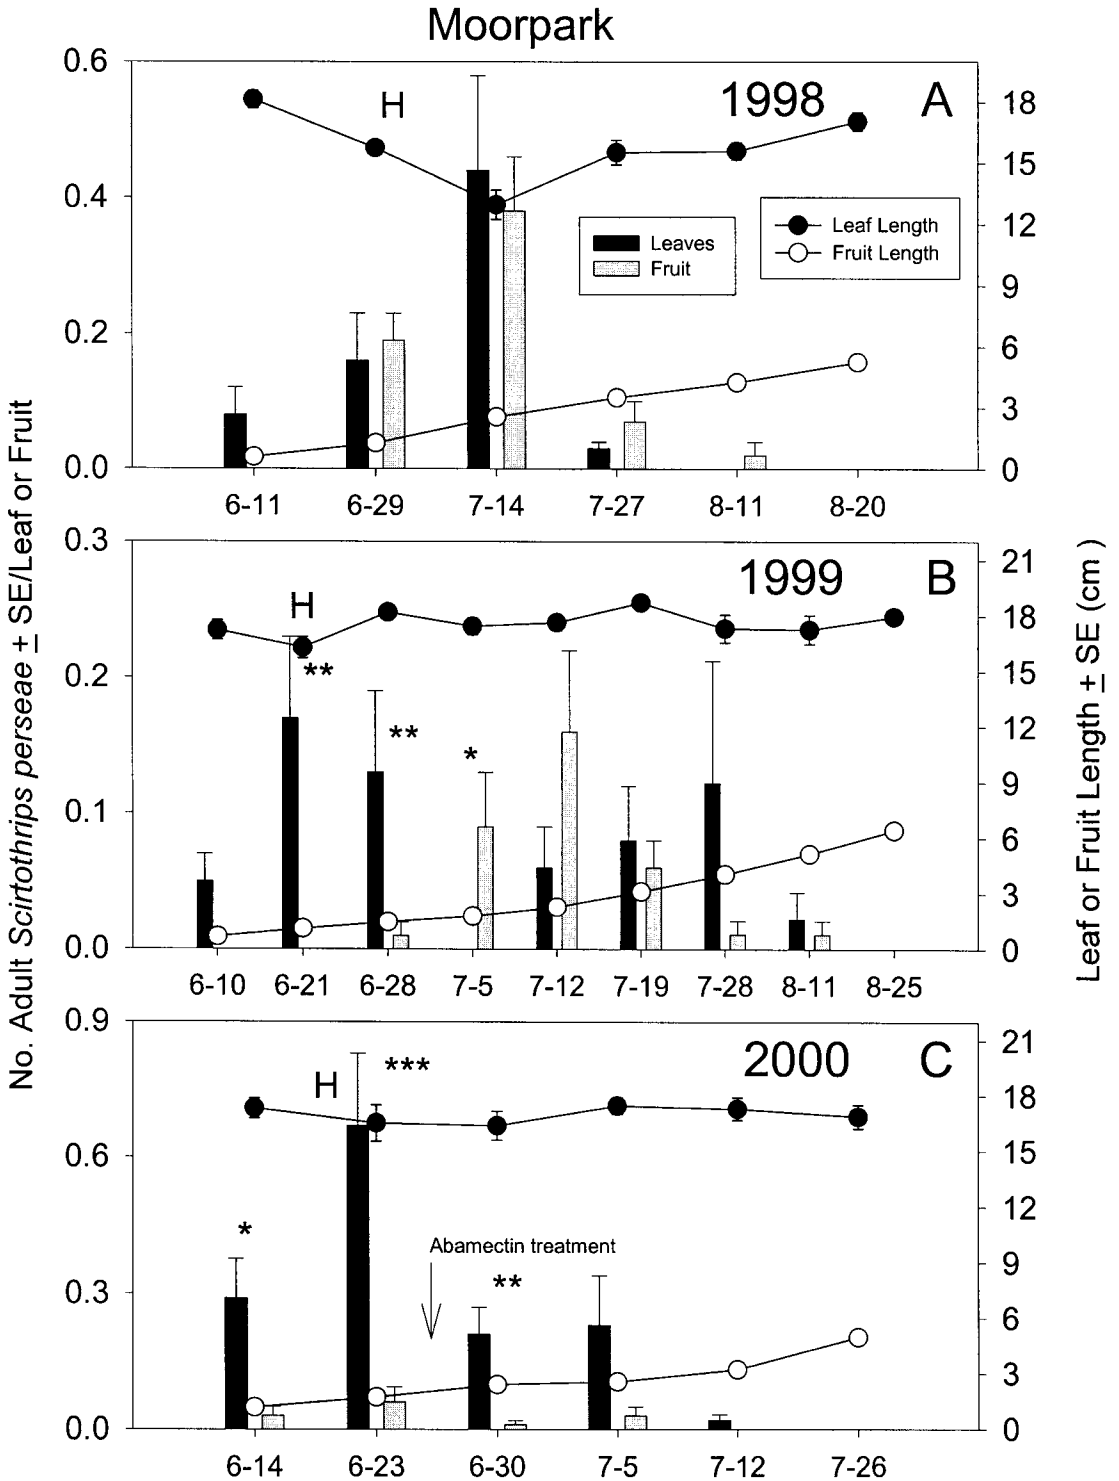 Moorpark
No. Adult Scirtothrips perseae ± SE/Leaf or Fruit
Leaf or Fruit Length ± SE (cm )
0.6
0.4
0.2
0.0
H
1998
A
Leaves
Fruit
Leaf Length
Fruit Length
18
15
12
9
6
3
0
6-11 6-29 7-14 7-27 8-11 8-20
0.3
0.2
0.1
0.0
H
**
**
*
1999
B
21
18
15
12
9
6
3
0
6-10 6-21 6-28 7-5 7-12 7-19 7-28 8-11 8-25
0.9
0.6
0.3
0.0
H
***
*
Abamectin treatment
**
2000
C
21
18
15
12
9
6
3
0
6-14 6-23 6-30 7-5 7-12 7-26